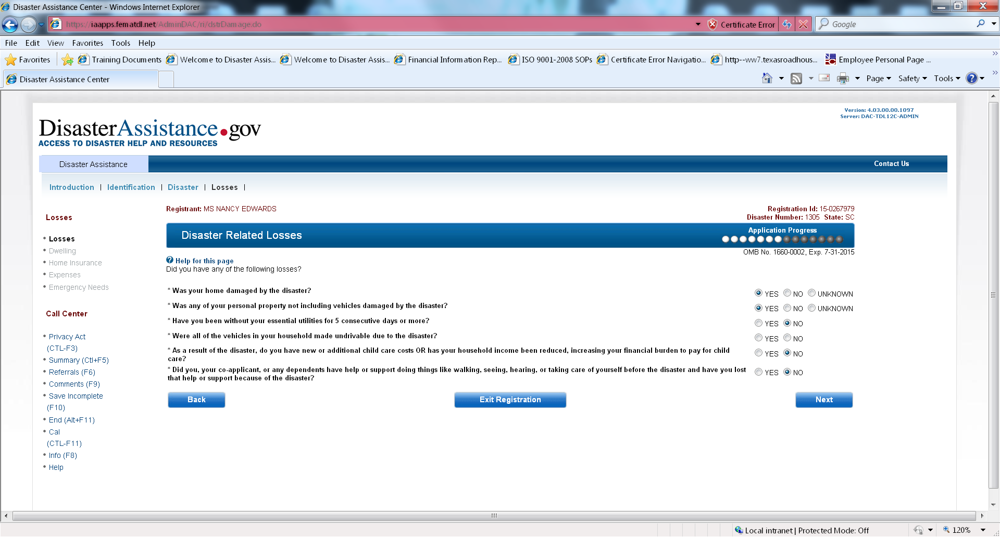 Disaster Assistance Center - Windows Internet Explorer
https://iaapps.fematdl.net/AdminDAC/ri/dstrDamage.do
Certificate Error
Google
File Edit View Favorites Tools Help
Favorites Training Documents Welcome to Disaster Assis... Welcome to Disaster Assis... Financial Information Rep... ISO 9001-2008 SOPs Certificate Error Navigatio... http--ww7.texasroadhous... Employee Personal Page ...
Disaster Assistance Center
Page Safety Tools
Version: 4.03.00.00.1097
Server: DAC-TDL12C-ADMIN
DisasterAssistance.gov
ACCESS TO DISASTER HELP AND RESOURCES
Disaster Assistance
Contact Us
Introduction | Identification | Disaster | Losses |
Registrant: MS NANCY EDWARDS
Registration Id: 15-0267979
Disaster Number: 1305 State: SC
Losses
• Losses
• Dwelling
• Home Insurance
• Expenses
• Emergency Needs
Call Center
• Privacy Act
(CTL-F3)
• Summary (Ctl+F5)
• Referrals (F6)
• Comments (F9)
• Save Incomplete
(F10)
• End (Alt+F11)
• Cal
(CTL-F11)
• Info (F8)
• Help
Disaster Related Losses
Application Progress
OMB No. 1660-0002, Exp. 7-31-2015
? Help for this page
Did you have any of the following losses?
* Was your home damaged by the disaster?
YES NO UNKNOWN
* Was any of your personal property not including vehicles damaged by the disaster?
YES NO UNKNOWN
* Have you been without your essential utilities for 5 consecutive days or more?
YES NO
* Were all of the vehicles in your household made undrivable due to the disaster?
YES NO
* As a result of the disaster, do you have new or additional child care costs OR has your household income been reduced, increasing your financial burden to pay for child
care?
YES NO
* Did you, your co-applicant, or any dependents have help or support doing things like walking, seeing, hearing, or taking care of yourself before the disaster and have you lost
that help or support because of the disaster?
YES NO
Back
Exit Registration
Next
Local intranet | Protected Mode: Off
120%